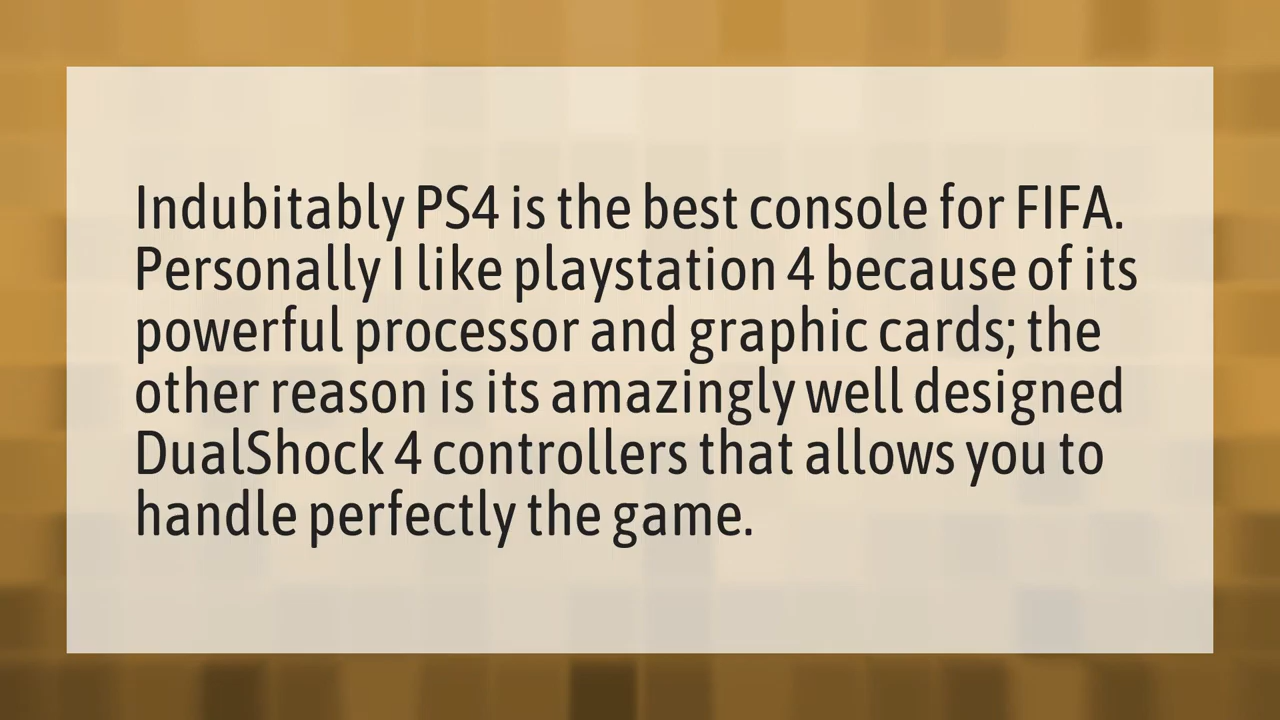 Indubitably PS4 is the best console for FIFA.
Personally I like playstation 4 because of its
powerful processor and graphic cards; the
other reason is its amazingly well designed
DualShock 4 controllers that allows you to
handle perfectly the game.